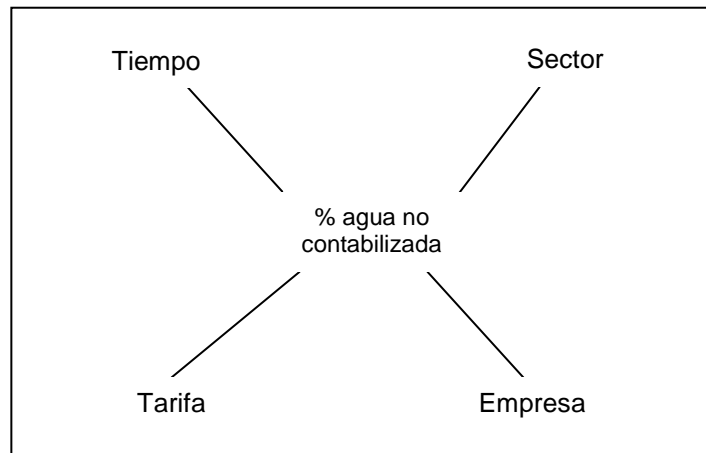 Tiempo
Sector
% agua no
contabilizada
Tarifa
Empresa